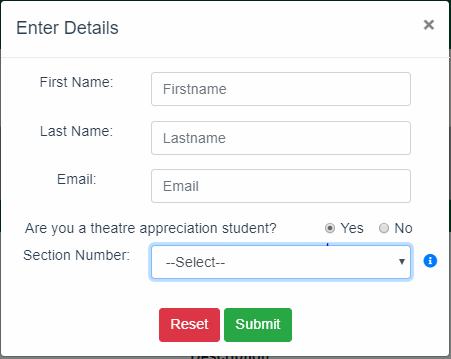 Enter Details ×
First Name: Firstname
Last Name: Lastname
Email: Email
Are you a theatre appreciation student? Yes No
Section Number: --Select--
Reset Submit
Description